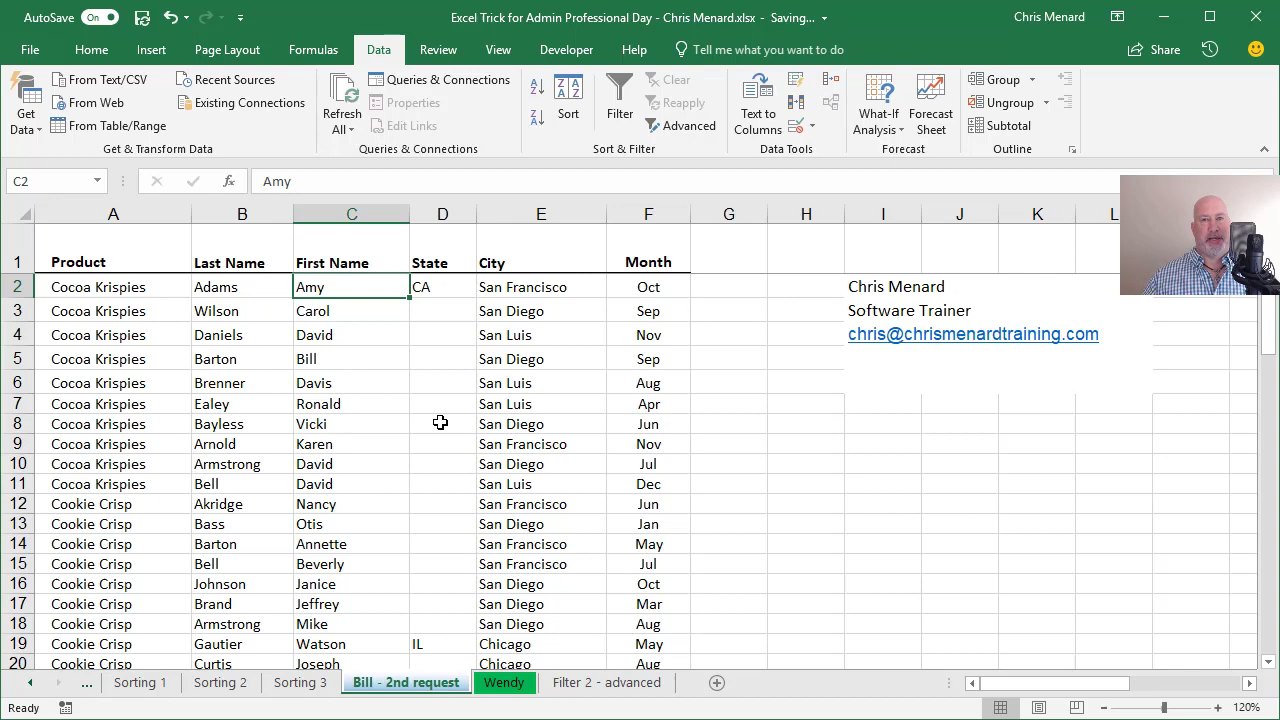 AutoSave On
Excel Trick for Admin Professional Day - Chris Menard.xlsx - Saving...
Chris Menard
File Home Insert Page Layout Formulas Data Review View Developer Help Tell me what you want to do Share
Get Data
From Text/CSV
From Web
From Table/Range
Recent Sources
Existing Connections
Get & Transform Data
Refresh All
Queries & Connections
Properties
Edit Links
Queries & Connections
Sort
Filter
Clear
Reapply
Advanced
Sort & Filter
Text to Columns
Data Tools
What-If Analysis
Forecast Sheet
Forecast
Group
Ungroup
Subtotal
Outline
C2 fx Amy
A B C D E F G H I J K L
1 Product Last Name First Name State City Month
2 Cocoa Krispies Adams Amy CA San Francisco Oct Chris Menard
3 Cocoa Krispies Wilson Carol San Diego Sep Software Trainer
4 Cocoa Krispies Daniels David San Luis Nov chris@chrismenardtraining.com
5 Cocoa Krispies Barton Bill San Diego Sep
6 Cocoa Krispies Brenner Davis San Luis Aug
7 Cocoa Krispies Ealey Ronald San Luis Apr
8 Cocoa Krispies Bayless Vicki San Diego Jun
9 Cocoa Krispies Arnold Karen San Francisco Nov
10 Cocoa Krispies Armstrong David San Diego Jul
11 Cocoa Krispies Bell David San Luis Dec
12 Cookie Crisp Akridge Nancy San Francisco Jun
13 Cookie Crisp Bass Otis San Diego Jan
14 Cookie Crisp Barton Annette San Francisco May
15 Cookie Crisp Bell Beverly San Francisco Jul
16 Cookie Crisp Johnson Janice San Diego Oct
17 Cookie Crisp Brand Jeffrey San Diego Mar
18 Cookie Crisp Armstrong Mike San Diego Aug
19 Cookie Crisp Gautier Watson IL Chicago May
20 Cookie Crisp Curtis Joseph Chicago Aug
... Sorting 1 Sorting 2 Sorting 3 Bill - 2nd request Wendy Filter 2 - advanced
Ready 120%